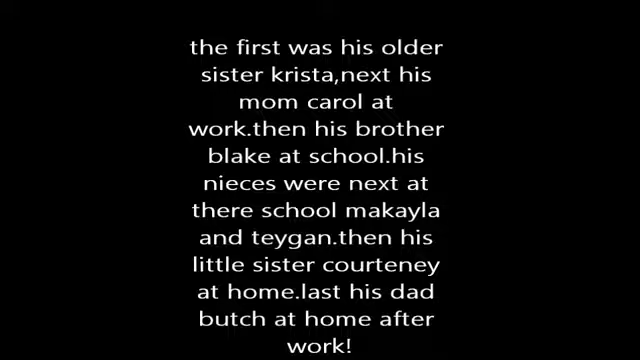 the first was his older
sister krista,next his
mom carol at
work.then his brother
blake at school.his
nieces were next at
there school makayla
and teygan.then his
little sister courteney
at home.last his dad
butch at home after
work!